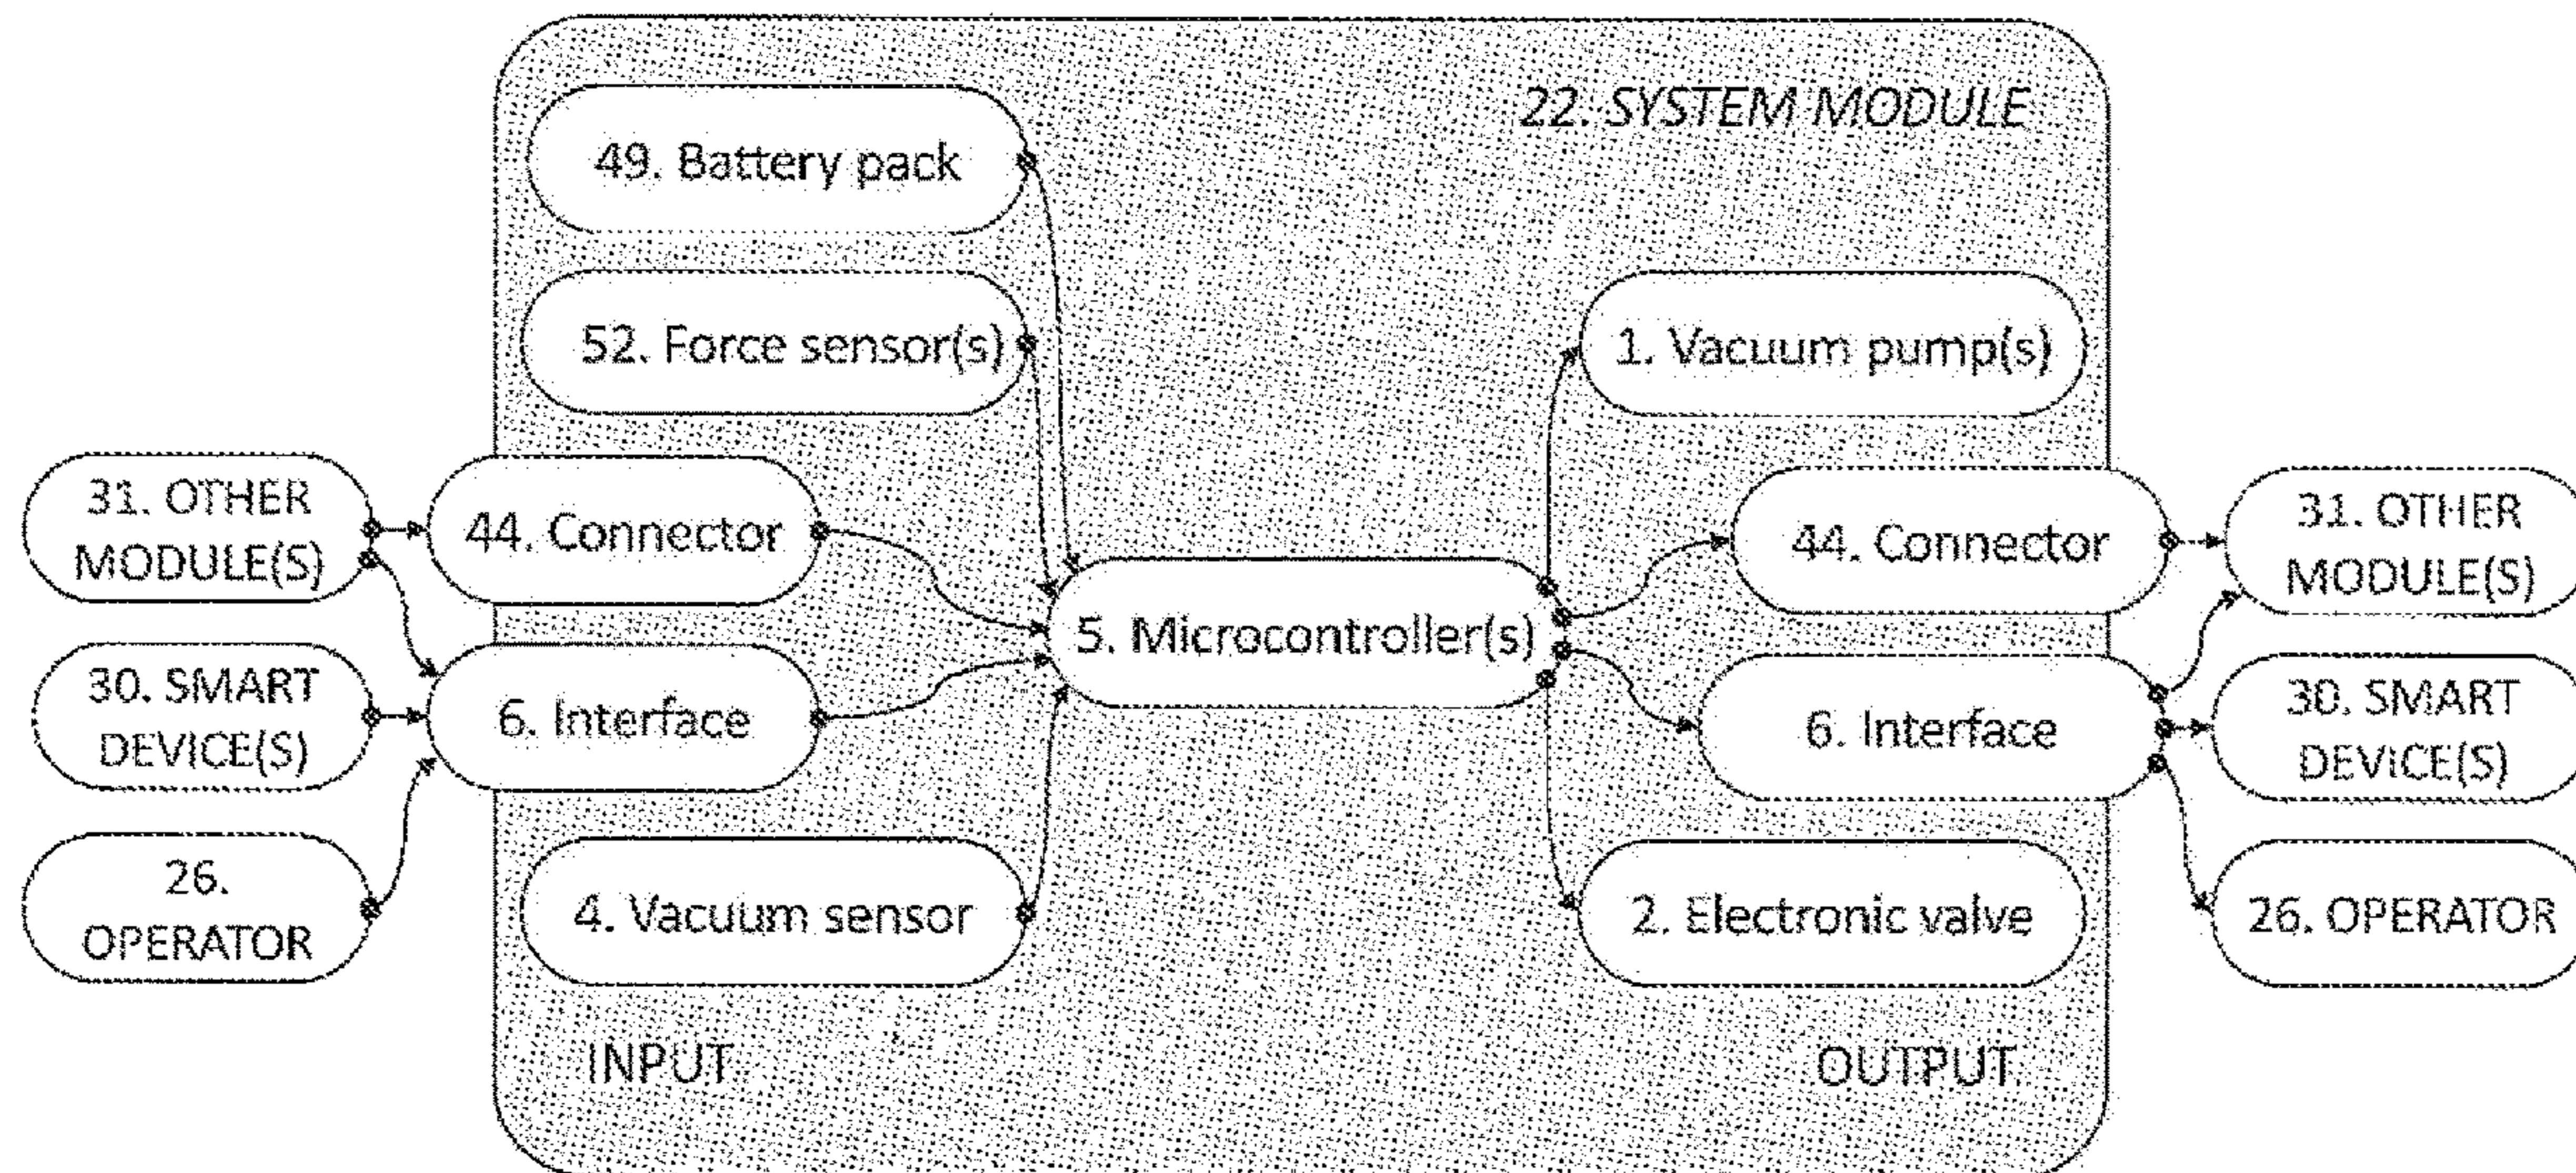 22. SYSTEM MODULE
49. Battery pack
52. Force sensor(s)
1. Vacuum pump(s)
31. OTHER
MODULE(S)
44. Connector
44. Connector
31. OTHER
MODULE(S)
5. Microcontroller(s)
30. SMART
DEVICE(S)
6. Interface
6. Interface
30. SMART
DEVICE(S)
26.
OPERATOR
4. Vacuum sensor
2. Electronic valve
26. OPERATOR
INPUT
OUTPUT